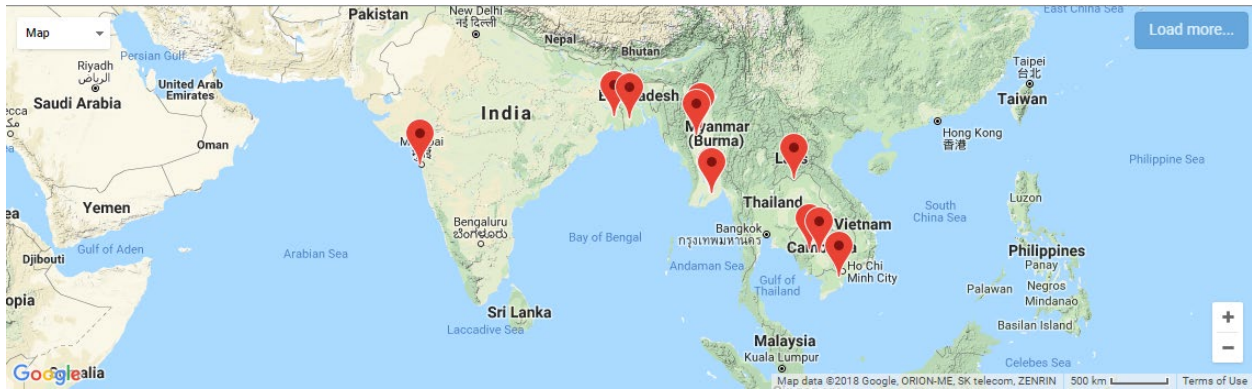 East China Sea
Map
Load more...
Pakistan
New Delhi
नई दिल्ली
Nepal
Bhutan
Persian Gulf
Riyadh
الرياض
Saudi Arabia
United Arab
Emirates
Oman
India
Myanmar
(Burma)
Taipei
台北
Taiwan
Hong Kong
香港
Philippine Sea
Yemen
Gulf of Aden
Djibouti
Arabian Sea
Bengaluru
ಬೆಂಗಳೂರು
Bay of Bengal
Thailand
Bangkok
กรุงเทพมหานคร
Vietnam
Andaman Sea
Gulf of
Thailand
Ho Chi
Minh City
South
China Sea
Luzon
Philippines
Panay
Negros
Palawan
Mindanao
Basilan Island
Sri Lanka
Laccadive Sea
Malaysia
Kuala Lumpur
Celebes Sea
+
−
Google
Map data ©2018 Google, ORION-ME, SK telecom, ZENRIN
500 km
Terms of Use